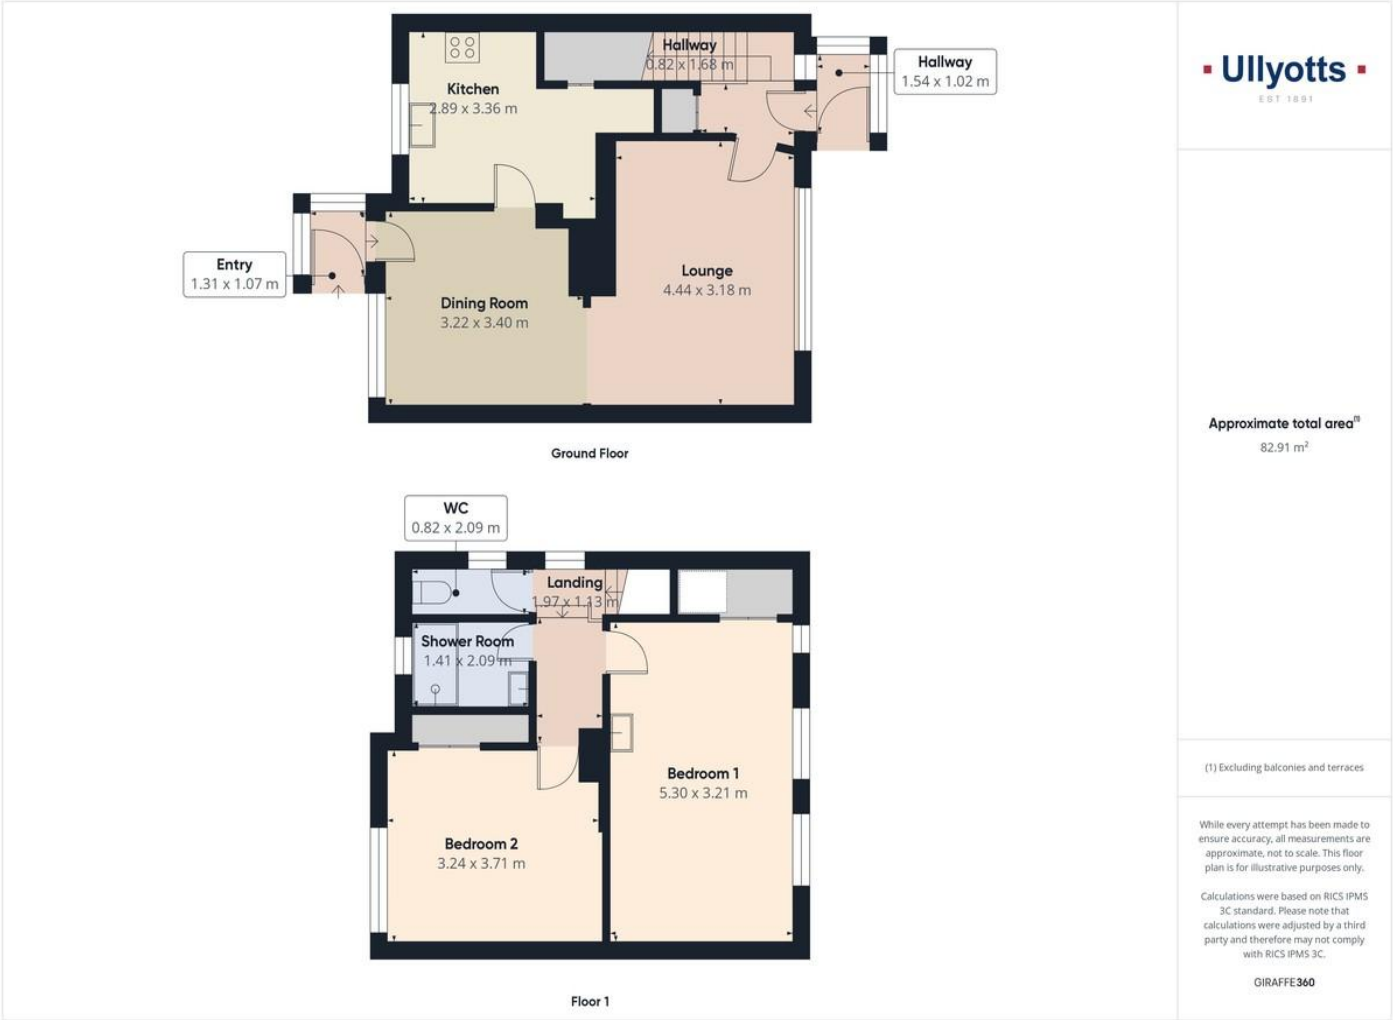 Hallway
0.82 x 1.68 m
Hallway
1.54 x 1.02 m
Kitchen
2.89 x 3.36 m
Entry
1.31 x 1.07 m
Lounge
4.44 x 3.18 m
Dining Room
3.22 x 3.40 m
Ground Floor
WC
0.82 x 2.09 m
Landing
1.97 x 1.13 m
Shower Room
1.41 x 2.09 m
Bedroom 1
5.30 x 3.21 m
Bedroom 2
3.24 x 3.71 m
Floor 1
Ullyotts
EST 1891
Approximate total area(1)
82.91 m²
(1) Excluding balconies and terraces
While every attempt has been made to
ensure accuracy, all measurements are
approximate, not to scale. This floor
plan is for illustrative purposes only.
Calculations were based on RICS IPMS
3C standard. Please note that
calculations were adjusted by a third
party and therefore may not comply
with RICS IPMS 3C.
GIRAFFE360